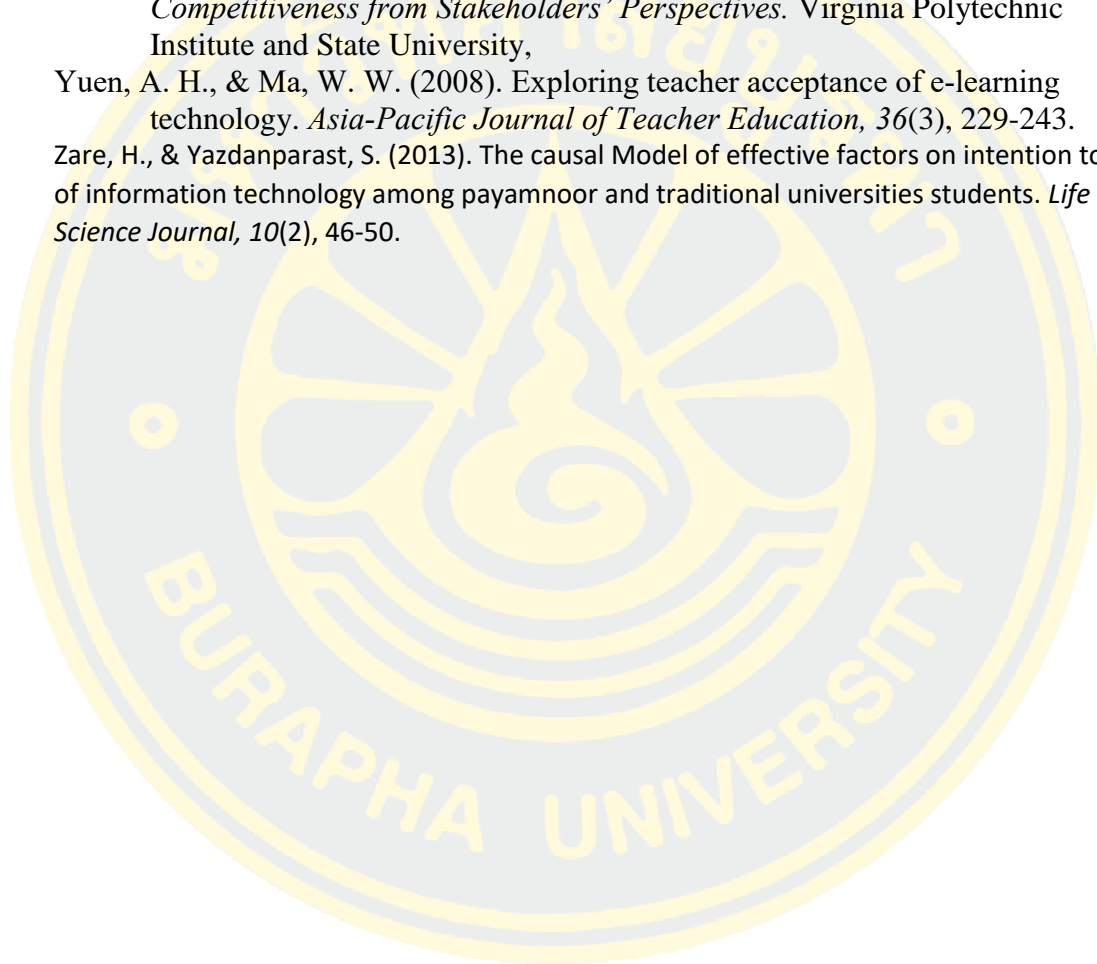 Competitiveness from Stakeholders' Perspectives. Virginia Polytechnic
Institute and State University,
Yuen, A. H., & Ma, W. W. (2008). Exploring teacher acceptance of e-learning
technology. Asia-Pacific Journal of Teacher Education, 36(3), 229-243.
Zare, H., & Yazdanparast, S. (2013). The causal Model of effective factors on intention to
of information technology among payamnoor and traditional universities students. Life
Science Journal, 10(2), 46-50.
BURAPHA UNIVERSITY